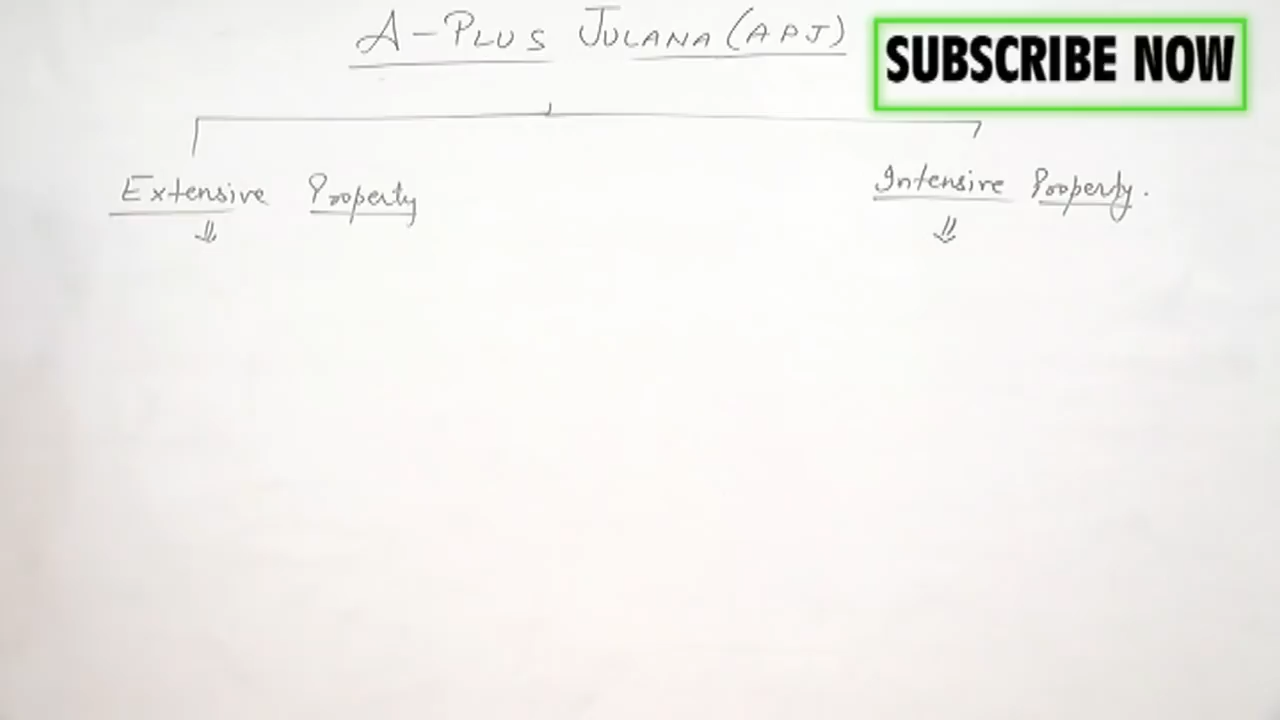 A-PLUS JULANA (APJ)
SUBSCRIBE NOW
Extensive Property
Intensive Property.